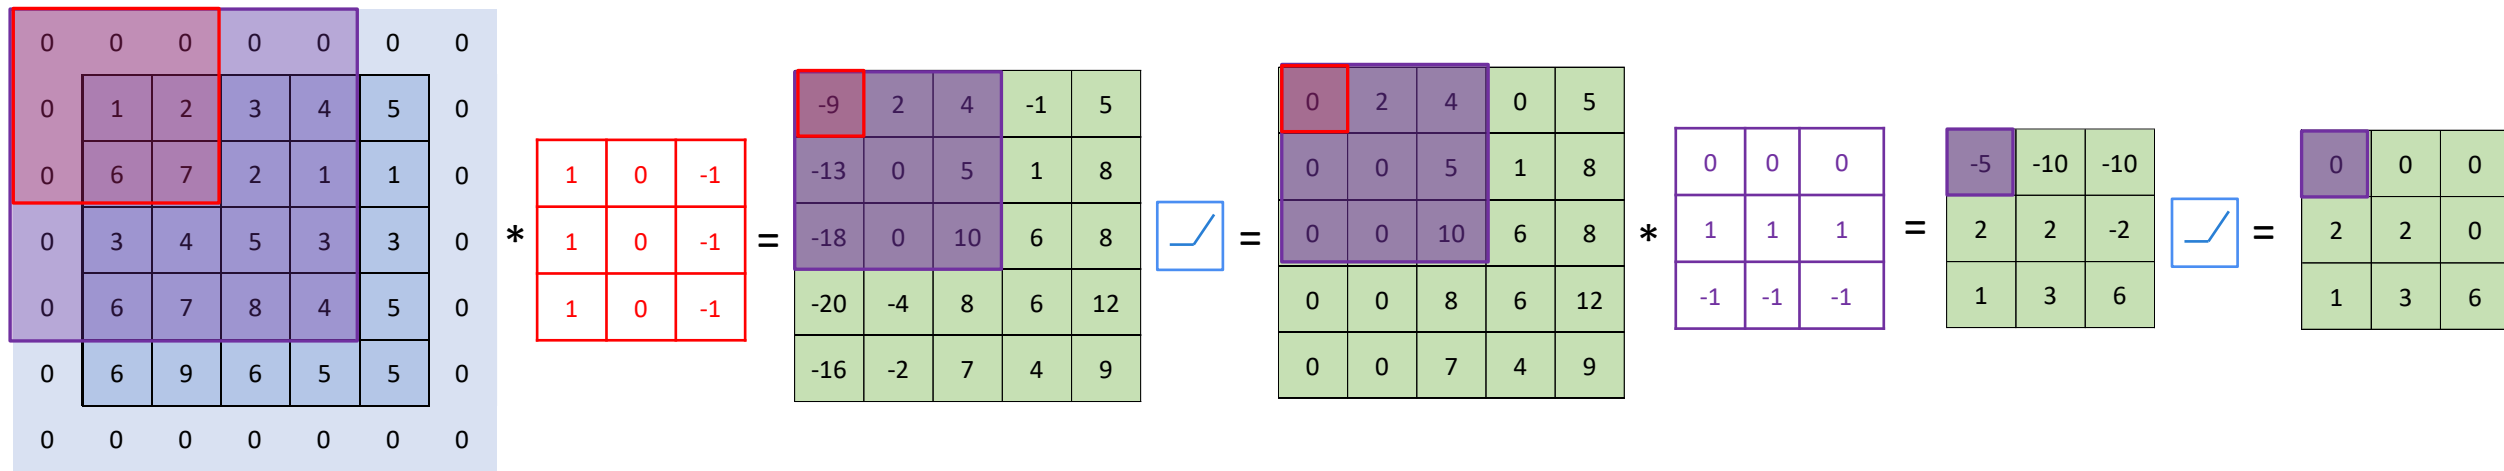 0 0 0 0 0 0 0
0 1 2 3 4 5 0
0 6 7 2 1 1 0
0 3 4 5 3 3 0
0 6 7 8 4 5 0
0 6 9 6 5 5 0
0 0 0 0 0 0 0
*
1 0 -1
1 0 -1
1 0 -1
=
-9 2 4 -1 5
-13 0 5 1 8
-18 0 10 6 8
-20 -4 8 6 12
-16 -2 7 4 9
=
0 2 4 0 5
0 0 5 1 8
0 0 10 6 8
0 0 8 6 12
0 0 7 4 9
*
0 0 0
1 1 1
-1 -1 -1
=
-5 -10 -10
2 2 -2
1 3 6
=
0 0 0
2 2 0
1 3 6